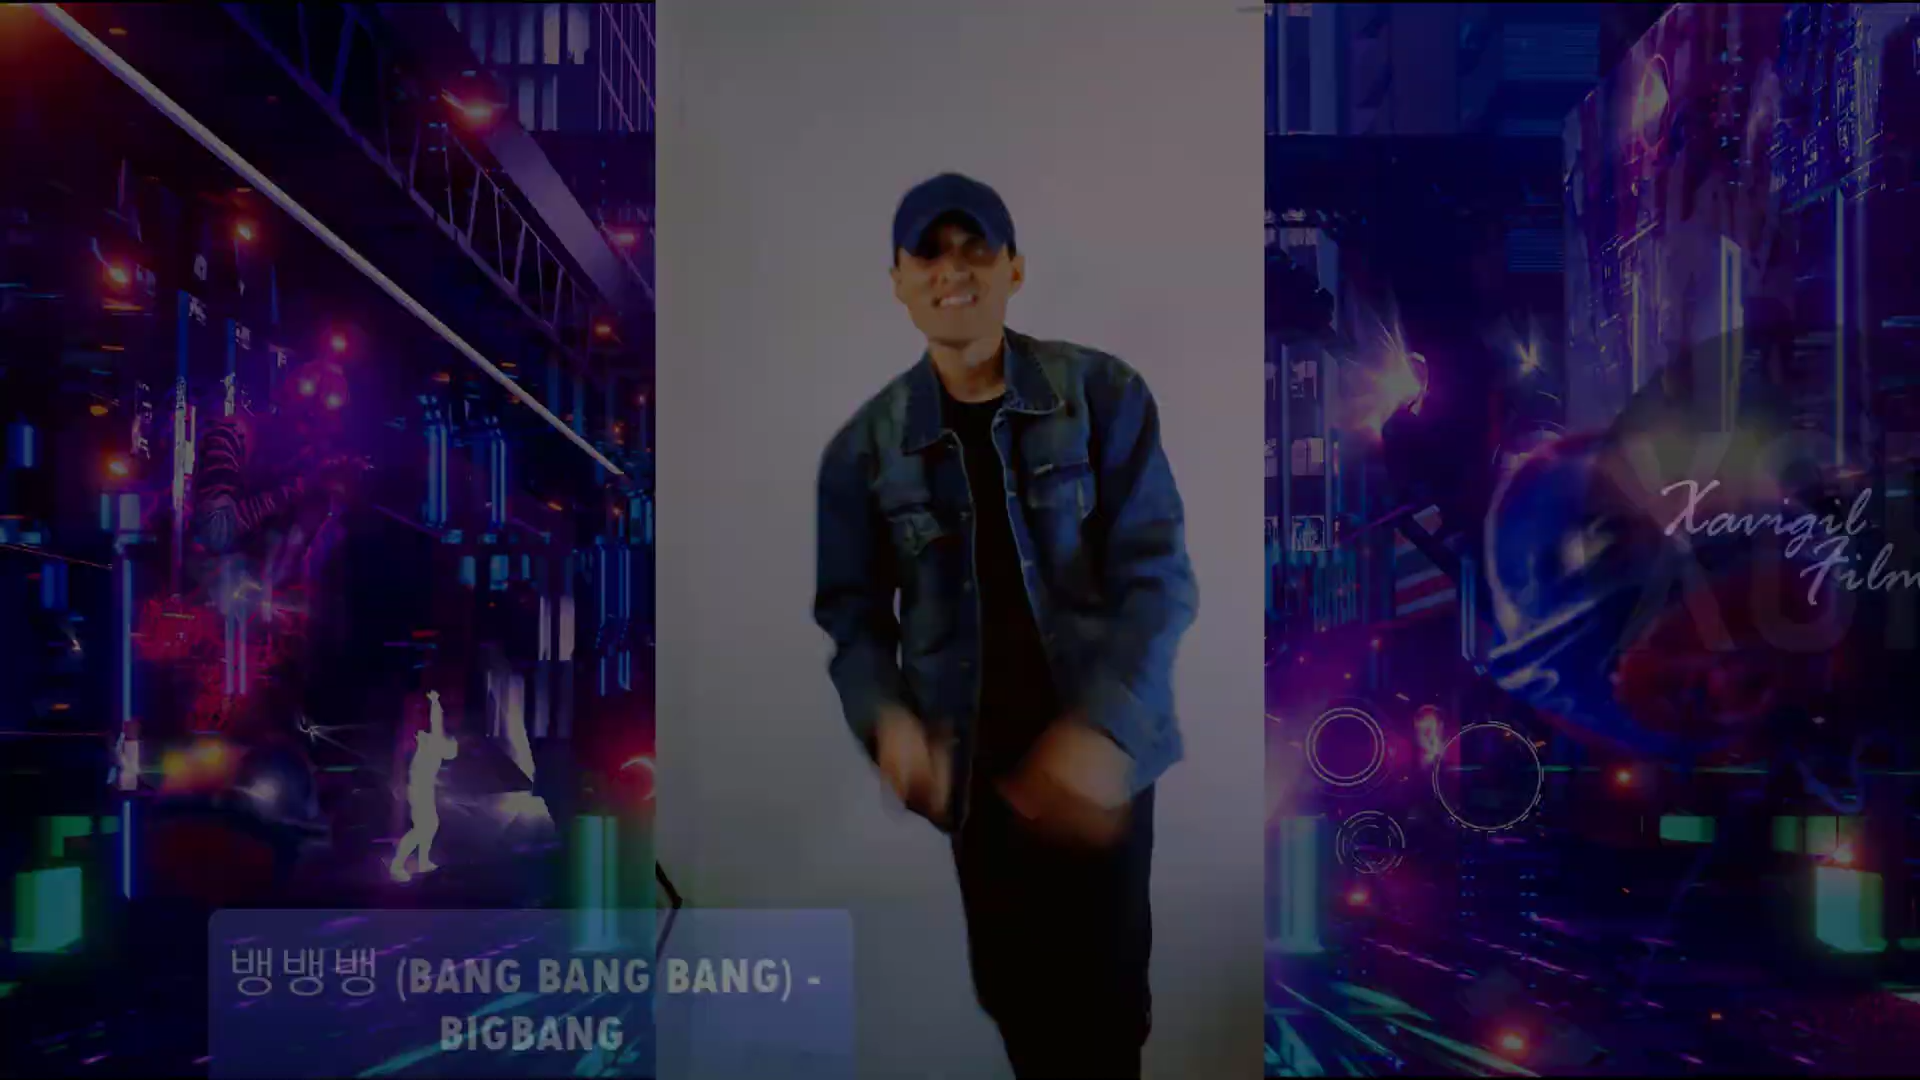 뱅뱅뱅 (BANG BANG BANG) -
BIGBANG
Xavigil
Film